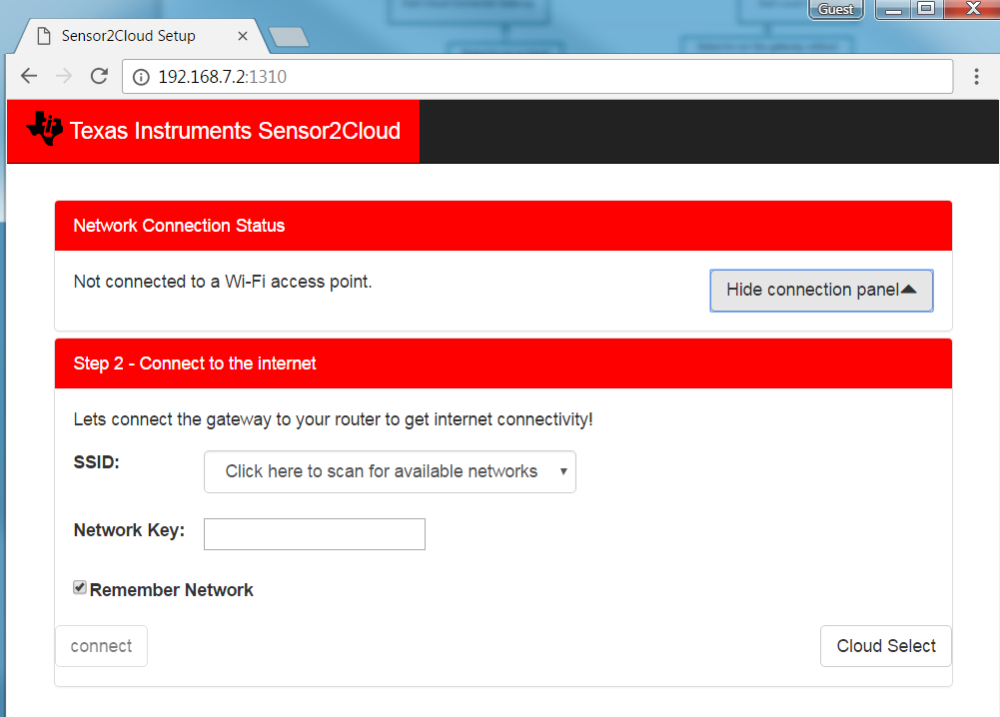 Guest
Sensor2Cloud Setup
192.168.7.2:1310
Texas Instruments Sensor2Cloud
Network Connection Status
Not connected to a Wi-Fi access point.
Hide connection panel
Step 2 - Connect to the internet
Lets connect the gateway to your router to get internet connectivity!
SSID:
Click here to scan for available networks
Network Key:
Remember Network
connect
Cloud Select